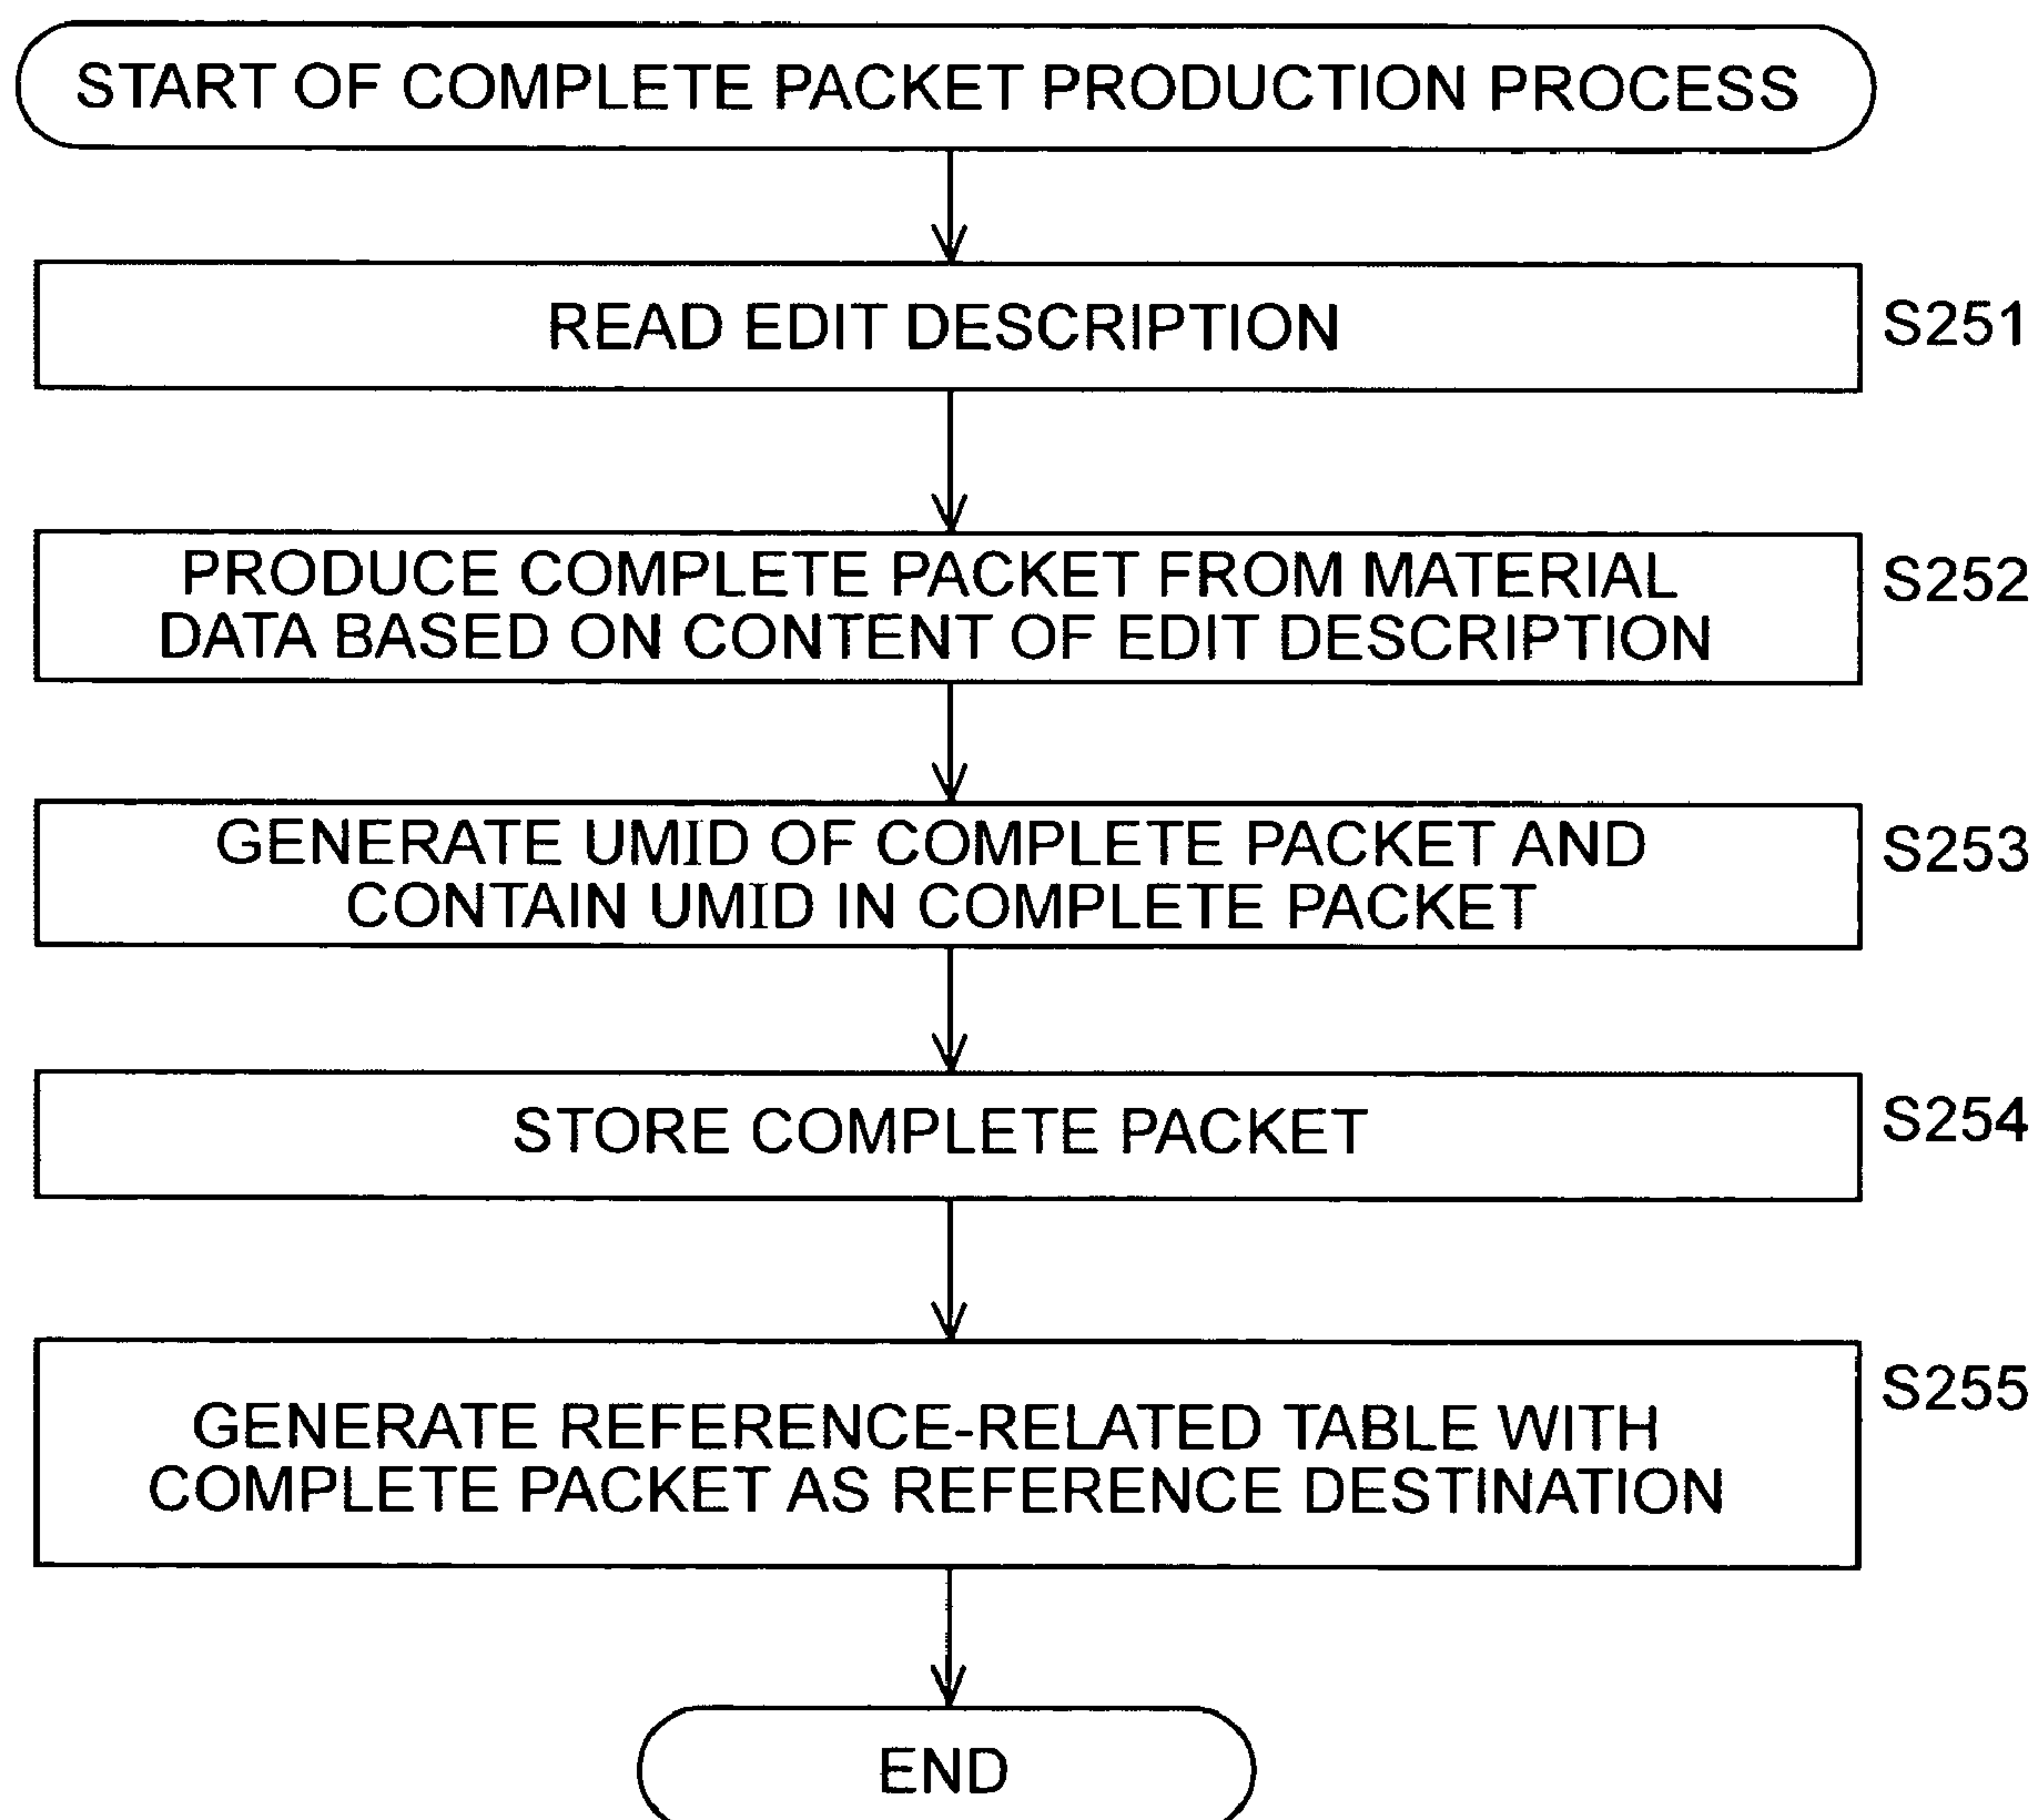 START OF COMPLETE PACKET PRODUCTION PROCESS
READ EDIT DESCRIPTION
S251
PRODUCE COMPLETE PACKET FROM MATERIAL
DATA BASED ON CONTENT OF EDIT DESCRIPTION
S252
GENERATE UMID OF COMPLETE PACKET AND
CONTAIN UMID IN COMPLETE PACKET
S253
STORE COMPLETE PACKET
S254
GENERATE REFERENCE-RELATED TABLE WITH
COMPLETE PACKET AS REFERENCE DESTINATION
S255
END